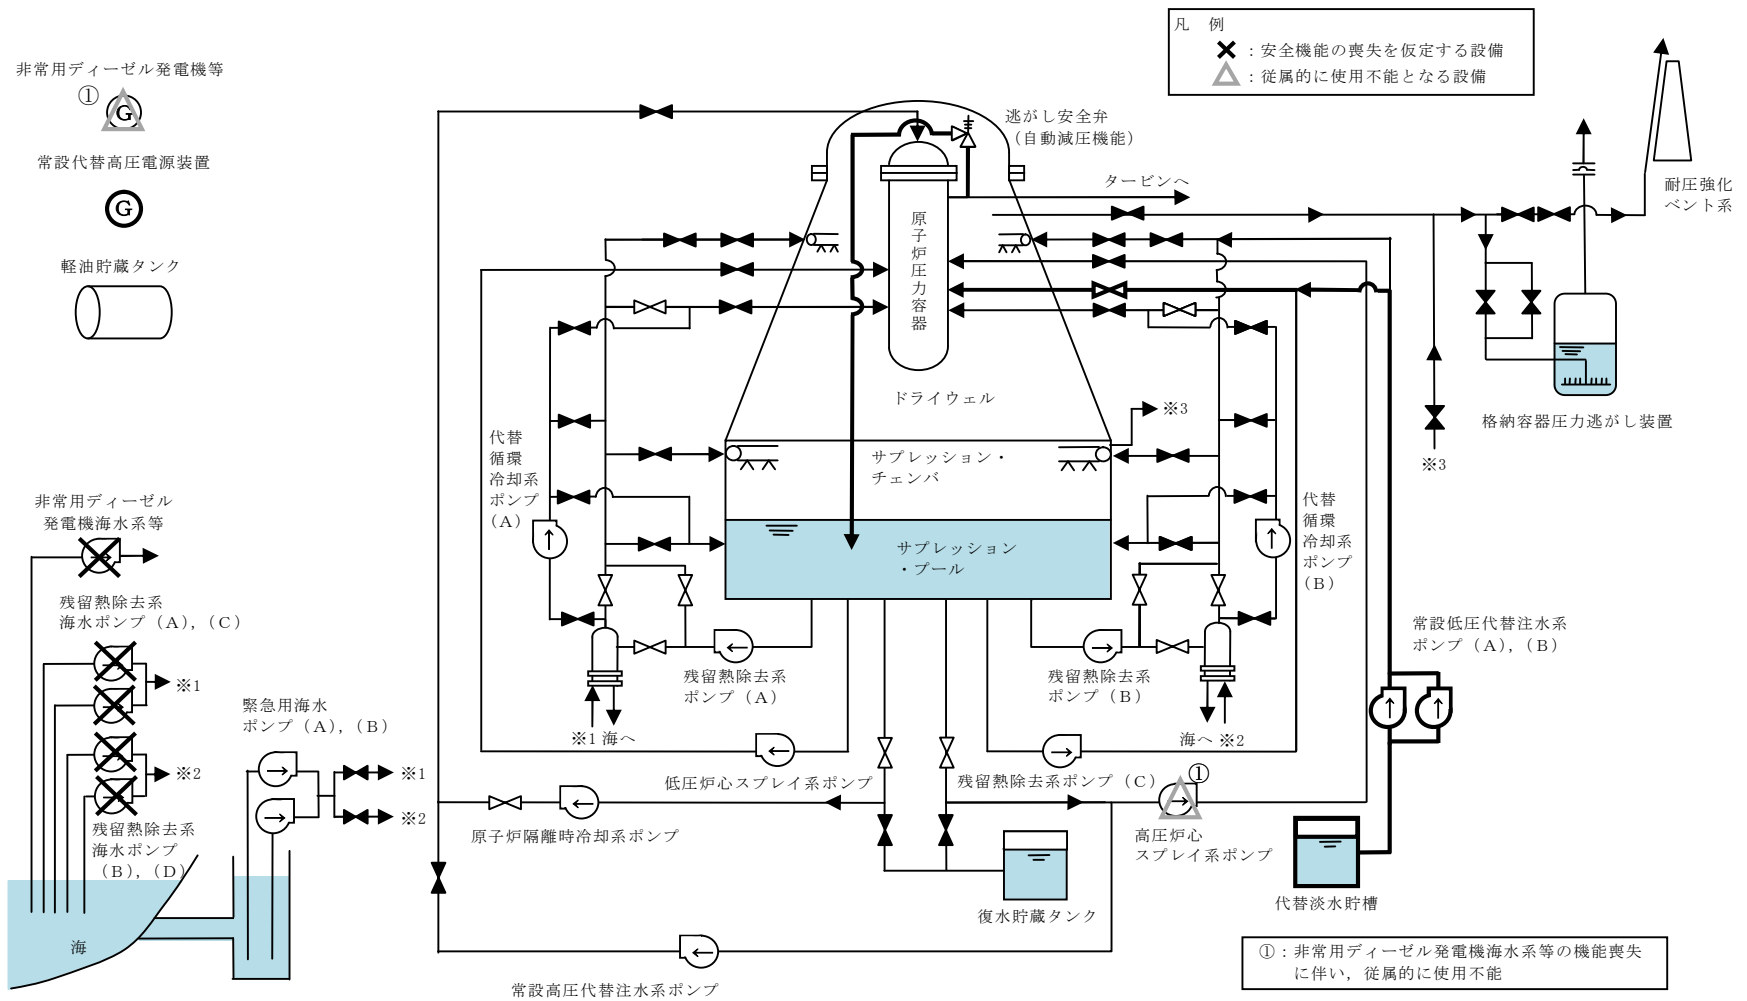 凡 例
：安全機能の喪失を仮定する設備
：従属的に使用不能となる設備
非常用ディーゼル発電機等
①
G
常設代替高圧電源装置
G
軽油貯蔵タンク
逃がし安全弁
（自動減圧機能）
タービンへ
耐圧強化
ベント系
原子炉圧力容器
ドライウェル
※3
格納容器圧力逃がし装置
※3
サプレッション・
チェンバ
サプレッション
・プール
代替
循環
冷却系
ポンプ
（A）
代替
循環
冷却系
ポンプ
（B）
非常用ディーゼル
発電機海水系等
残留熱除去系
海水ポンプ（A），（C）
※1
※2
残留熱除去系
海水ポンプ
（B），（D）
海
緊急用海水
ポンプ（A），（B）
※1
※2
残留熱除去系
ポンプ（A）
※1 海へ
残留熱除去系
ポンプ（B）
海へ ※2
常設低圧代替注水系
ポンプ（A），（B）
低圧炉心スプレイ系ポンプ
残留熱除去系ポンプ（C）
①
原子炉隔離時冷却系ポンプ
高圧炉心
スプレイ系ポンプ
復水貯蔵タンク
代替淡水貯槽
常設高圧代替注水系ポンプ
①：非常用ディーゼル発電機海水系等の機能喪失
に伴い，従属的に使用不能